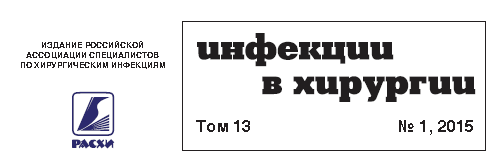 ИЗДАНИЕ РОССИЙСКОЙ
АССОЦИАЦИИ СПЕЦИАЛИСТОВ
ПО ХИРУРГИЧЕСКИМ ИНФЕКЦИЯМ
РАСХИ
инфекции
в хирургии
Том 13 № 1, 2015